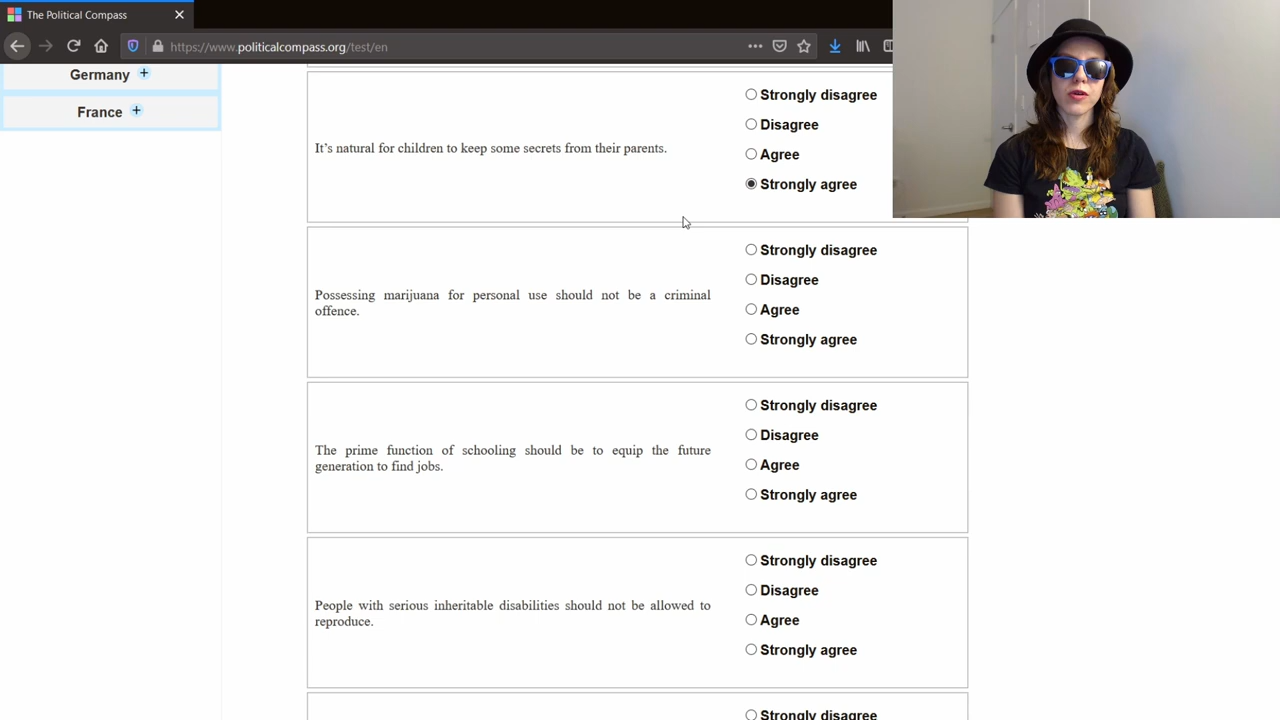 The Political Compass
https://www.politicalcompass.org/test/en
Germany +
France +
It's natural for children to keep some secrets from their parents.
Strongly disagree
Disagree
Agree
Strongly agree
Possessing marijuana for personal use should not be a criminal
offence.
Strongly disagree
Disagree
Agree
Strongly agree
The prime function of schooling should be to equip the future
generation to find jobs.
Strongly disagree
Disagree
Agree
Strongly agree
People with serious inheritable disabilities should not be allowed to
reproduce.
Strongly disagree
Disagree
Agree
Strongly agree
Strongly disagree